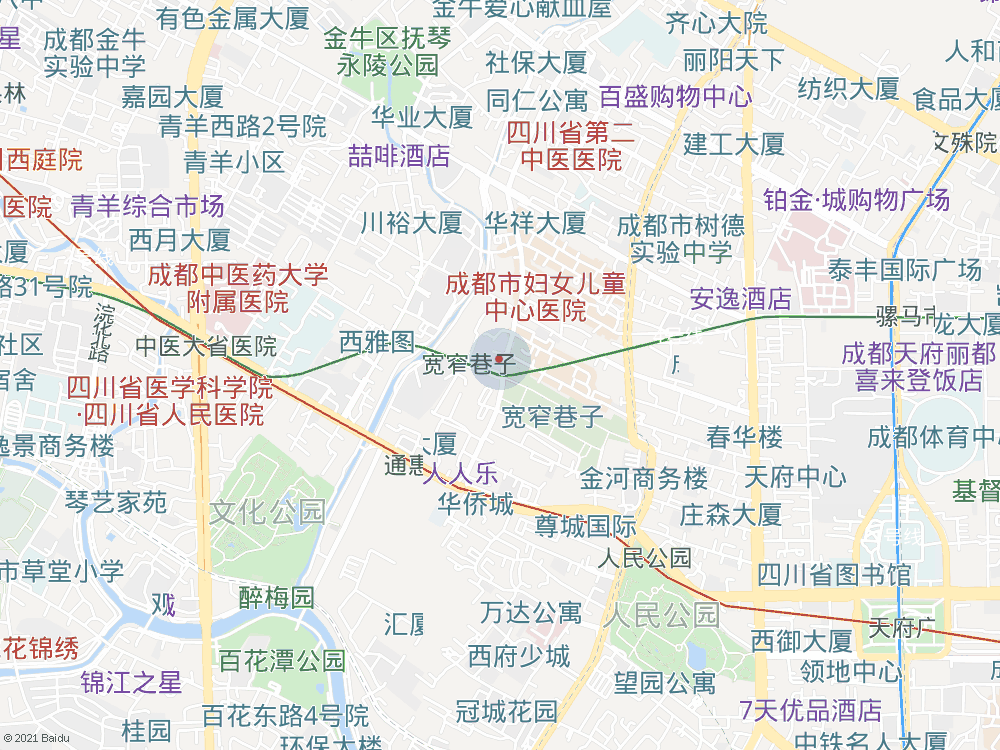 有色金属大厦
金牛爱心献血屋
齐心大院
成都金牛
实验中学
金牛区抚琴
永陵公园
社保大厦
丽阳天下
嘉园大厦
同仁公寓
百盛购物中心
纺织大厦
食品大厦
华业大厦
青羊西路2号院
四川省第二
中医医院
建工大厦
文殊院
西庭院
青羊小区
喆啡酒店
医院
青羊综合市场
铂金·城购物广场
西月大厦
川裕大厦
华祥大厦
成都市树德
实验中学
泰丰国际广场
路31号院
成都中医药大学
附属医院
成都市妇女儿童
中心医院
安逸酒店
浣花北路
骡马市
龙大厦
社区
中医大省医院
西雅图
宽窄巷子
成都天府丽都
喜来登饭店
宿舍
四川省医学科学院
·四川省人民医院
宽窄巷子
逸景商务楼
大厦
春华楼
成都体育中心
通惠
人人乐
金河商务楼
天府中心
基督
琴艺家苑
文化公园
华侨城
尊城国际
庄森大厦
人民公园
市草堂小学
四川省图书馆
醉梅园
万达公寓
人民公园
汇厦
天府广
花锦绣
百花潭公园
西府少城
西御大厦
领地中心
锦江之星
望园公寓
百花东路4号院
冠城花园
7天优品酒店
桂园
环保大楼
中铁名人大厦
© 2021 Baidu